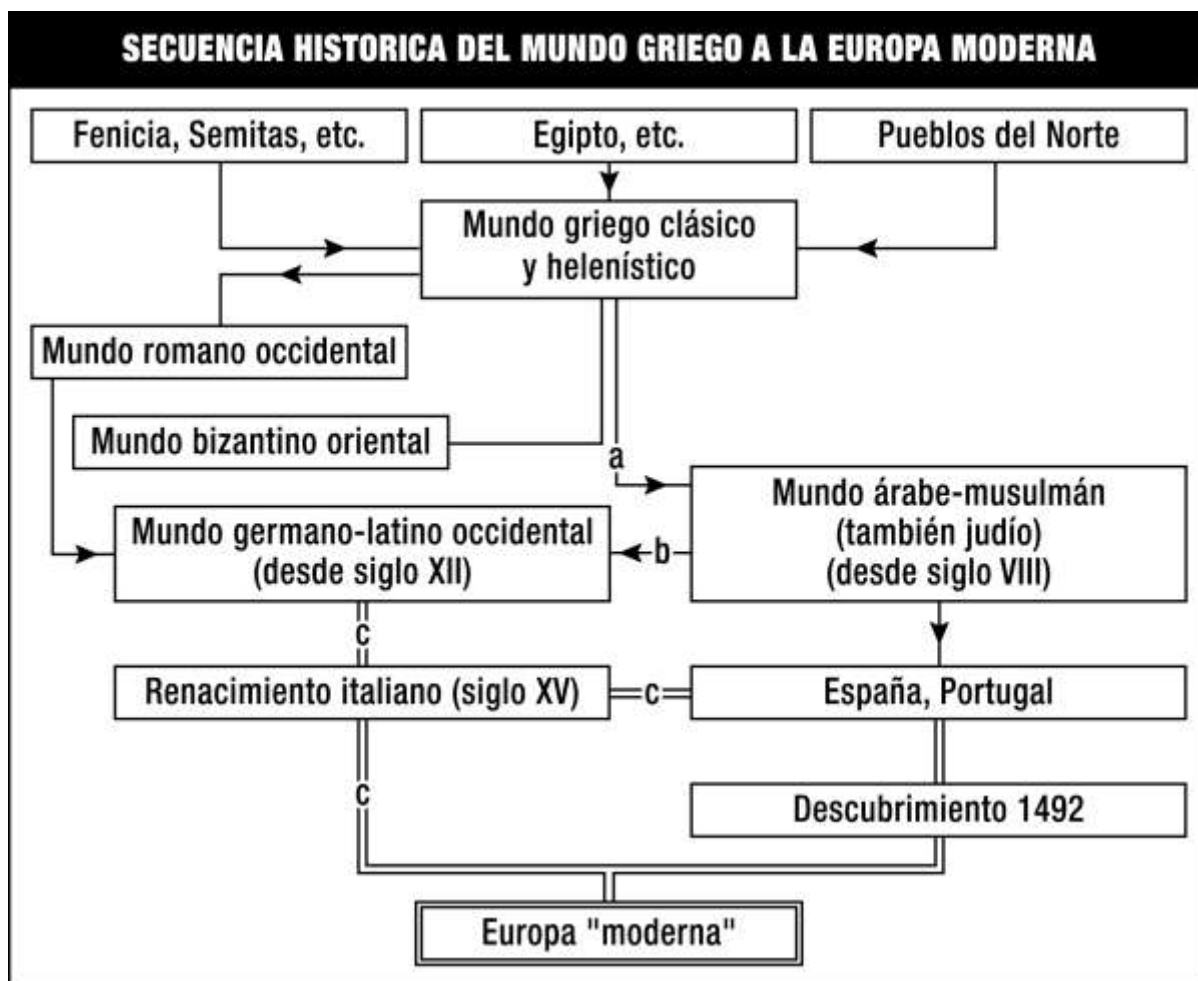 SECUENCIA HISTORICA DEL MUNDO GRIEGO A LA EUROPA MODERNA
Fenicia, Semitas, etc.
Egipto, etc.
Pueblos del Norte
Mundo griego clásico
y helenístico
Mundo romano occidental
Mundo bizantino oriental
a
Mundo árabe-musulmán
(también judío)
(desde siglo VIII)
Mundo germano-latino occidental
(desde siglo XII)
b
c
Renacimiento italiano (siglo XV)
c
España, Portugal
c
Descubrimiento 1492
Europa "moderna"